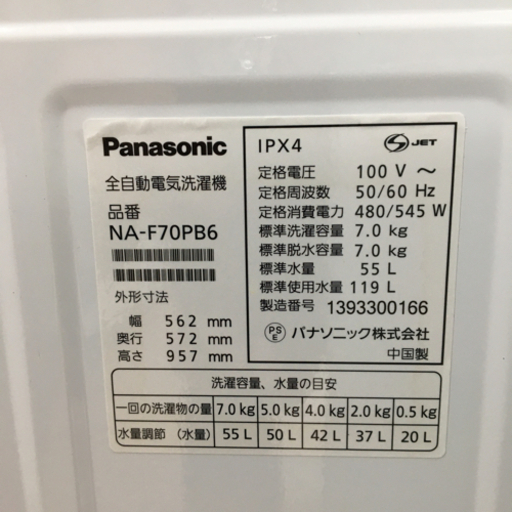 Panasonic
全自動電気洗濯機
品番
NA-F70PB6
外形寸法
幅 562 mm
奥行 572 mm
高さ 957 mm
IPX4 S JET
定格電圧 100 V ～
定格周波数 50/60 Hz
定格消費電力 480/545 W
標準洗濯容量 7.0 kg
標準脱水容量 7.0 kg
標準水量 55 L
標準使用水量 119 L
製造番号 1393300166
PS E パナソニック株式会社
中国製
洗濯容量、水量の目安
一回の洗濯物の量 7.0 kg 5.0 kg 4.0 kg 2.0 kg 0.5 kg
水量調節 （水量） 55 L 50 L 42 L 37 L 20 L